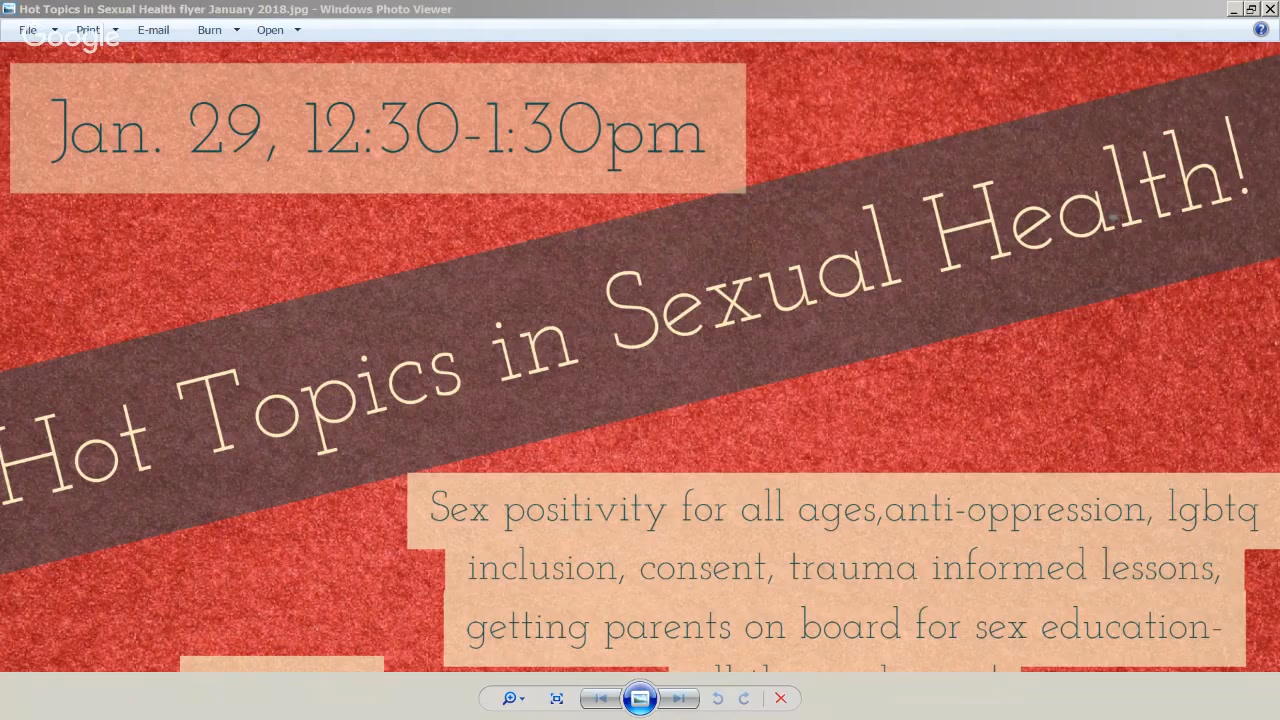 Hot Topics in Sexual Health flyer January 2018.jpg - Windows Photo Viewer
File Print E-mail Burn Open
Google
Jan. 29, 12:30-1:30pm
Hot Topics in Sexual Health!
Sex positivity for all ages,anti-oppression, lgbtq
inclusion, consent, trauma informed lessons,
getting parents on board for sex education-